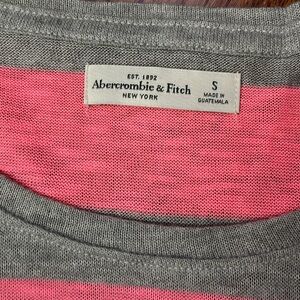 EST. 1892
Abercrombie & Fitch
NEW YORK
S
MADE IN
GUATEMALA